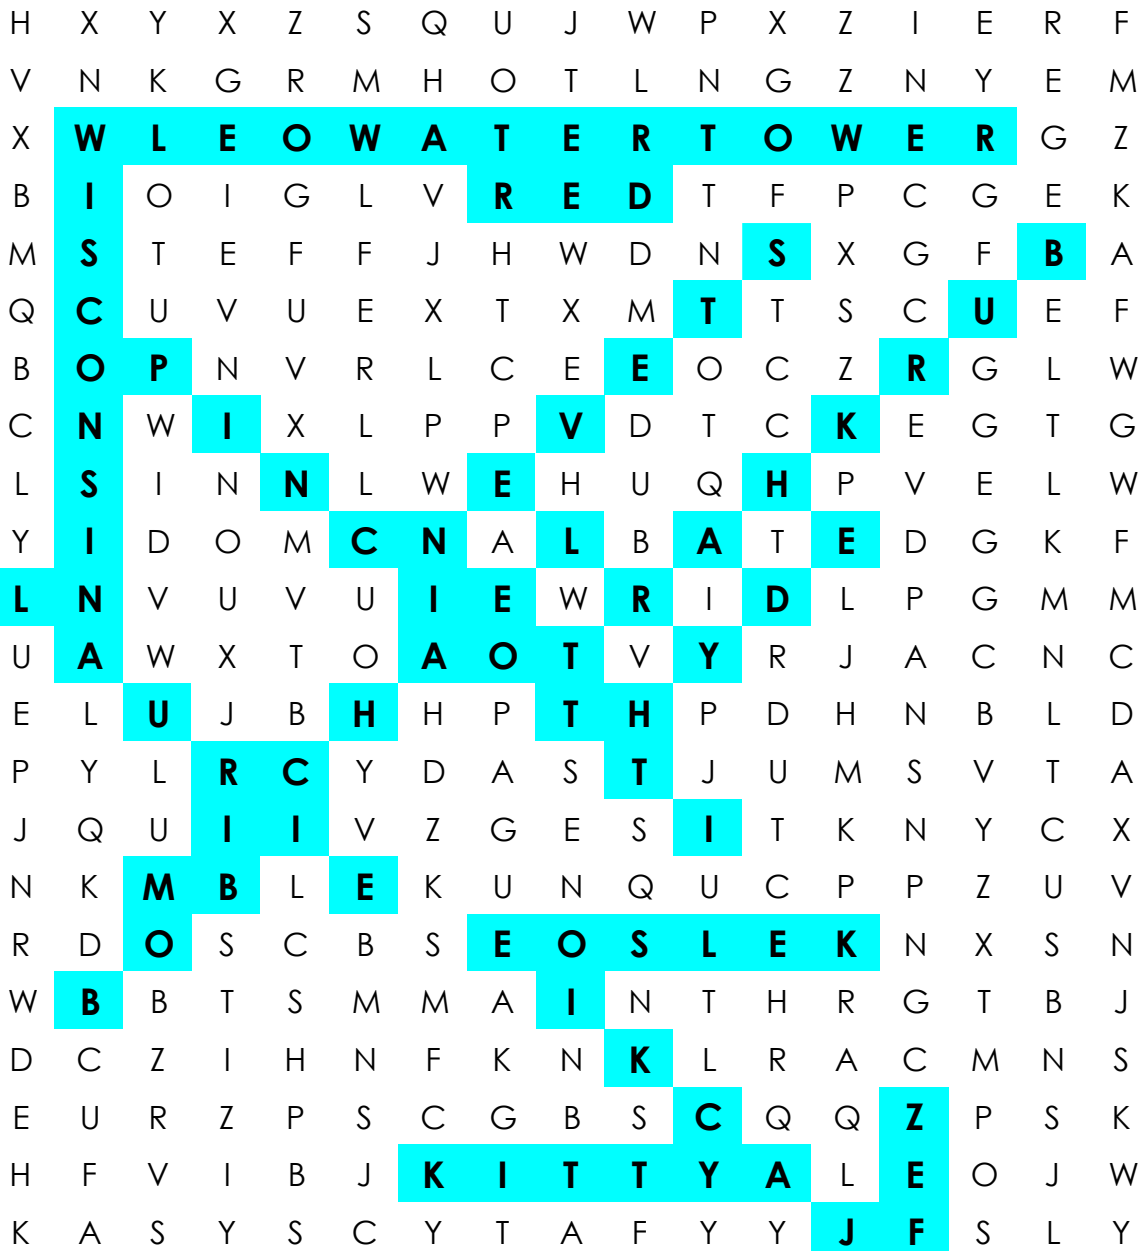 H X Y X Z S Q U J W P X Z I E R F
V N K G R M H O T L N G Z N Y E M
X W L E O W A T E R T O W E R G Z
B I O I G L V R E D T F P C G E K
M S T E F F J H W D N S X G F B A
Q C U V U E X T X M T T S C U E F
B O P N V R L C E E O C Z R G L W
C N W I X L P P V D T C K E G T G
L S I N N L W E H U Q H P V E L W
Y I D O M C N A L B A T E D G K F
L N V U V U I E W R I D L P G M M
U A W X T O A O T V Y R J A C N C
E L U J B H H P T H P D H N B L D
P Y L R C Y D A S T J U M S V T A
J Q U I I V Z G E S I T K N Y C X
N K M B L E K U N Q U C P P Z U V
R D O S C B S E O S L E K N X S N
W B B T S M M A I N T H R G T B J
D C Z I H N F K N K L R A C M N S
E U R Z P S C G B S C Q Q Z P S K
H F V I B J K I T T Y A L E O J W
K A S Y S C Y T A F Y Y J F S L Y